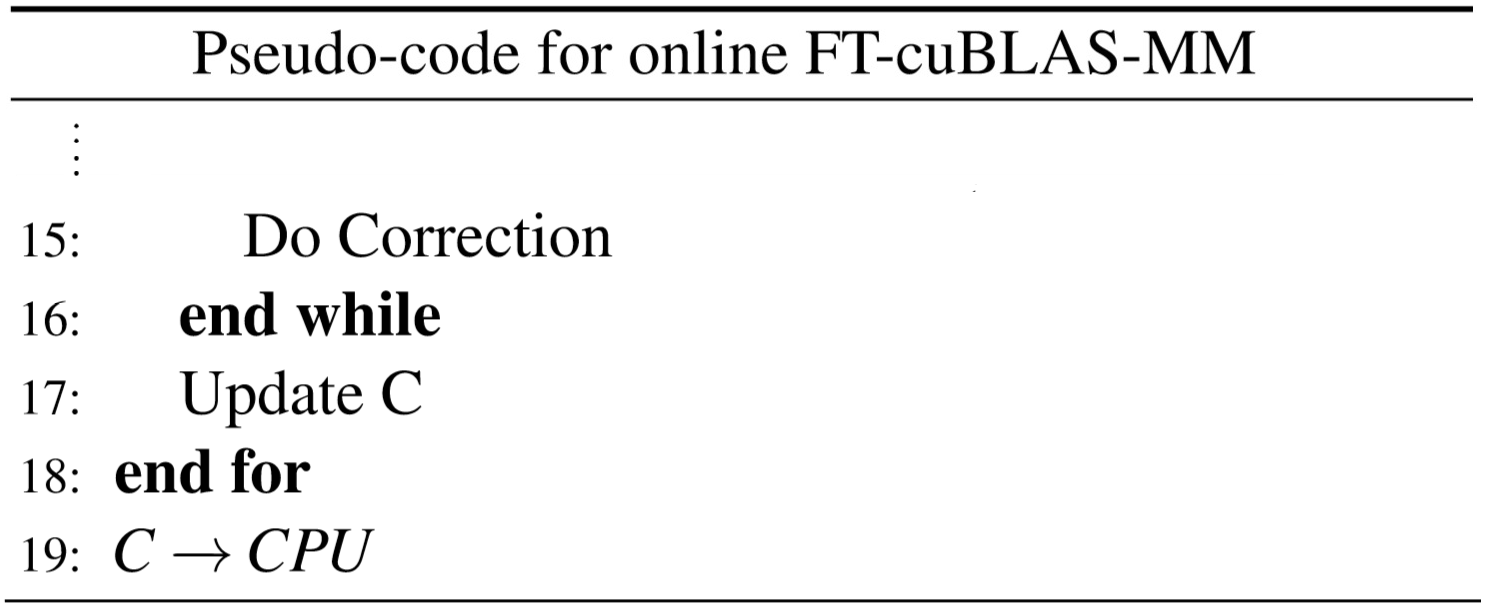 Pseudo-code for online FT-cuBLAS-MM
⋮
15: Do Correction
16: end while
17: Update C
18: end for
19: C → CPU